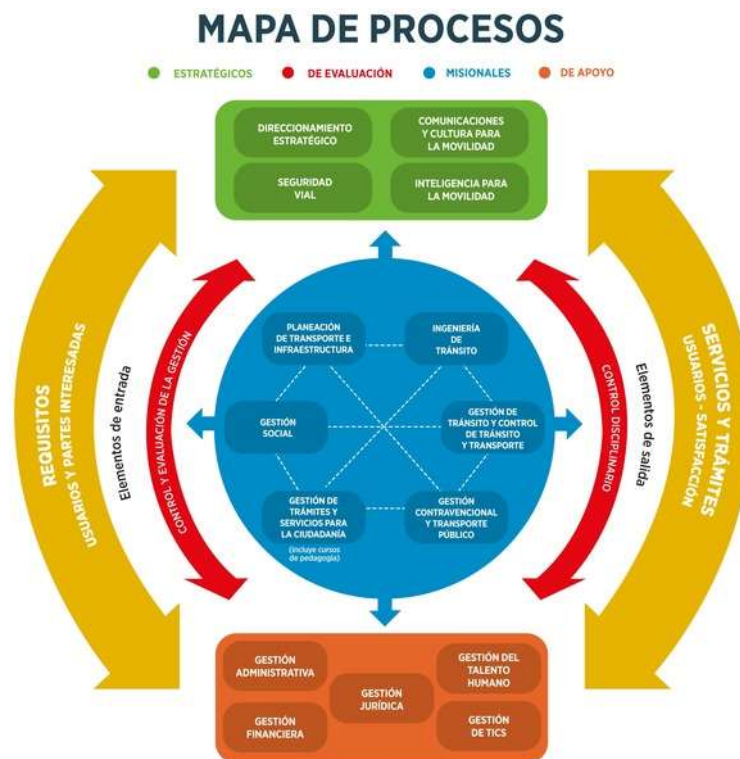 MAPA DE PROCESOS
ESTRATÉGICOS
DE EVALUACIÓN
MISIONALES
DE APOYO
DIRECCIONAMIENTO
ESTRATÉGICO
COMUNICACIONES
Y CULTURA PARA
LA MOVILIDAD
SEGURIDAD
VIAL
INTELIGENCIA PARA
LA MOVILIDAD
REQUISITOS
USUARIOS Y PARTES INTERESADAS
Elementos de entrada
CONTROL Y EVALUACIÓN DE LA GESTIÓN
PLANEACIÓN
DE TRANSPORTE E
INFRAESTRUCTURA
INGENIERÍA
DE
TRÁNSITO
GESTIÓN
SOCIAL
GESTIÓN DE
TRÁNSITO Y CONTROL
DE TRÁNSITO
Y TRANSPORTE
GESTIÓN DE
TRÁMITES Y
SERVICIOS PARA
LA CIUDADANÍA
(Incluye cursos
de pedagogía)
GESTIÓN
CONTRAVENCIONAL
Y TRANSPORTE
PÚBLICO
CONTROL DISCIPLINARIO
Elementos de salida
SERVICIOS Y TRÁMITES
USUARIOS - SATISFACCIÓN
GESTIÓN
ADMINISTRATIVA
GESTIÓN DEL
TALENTO
HUMANO
GESTIÓN
JURÍDICA
GESTIÓN
FINANCIERA
GESTIÓN
DE TICS